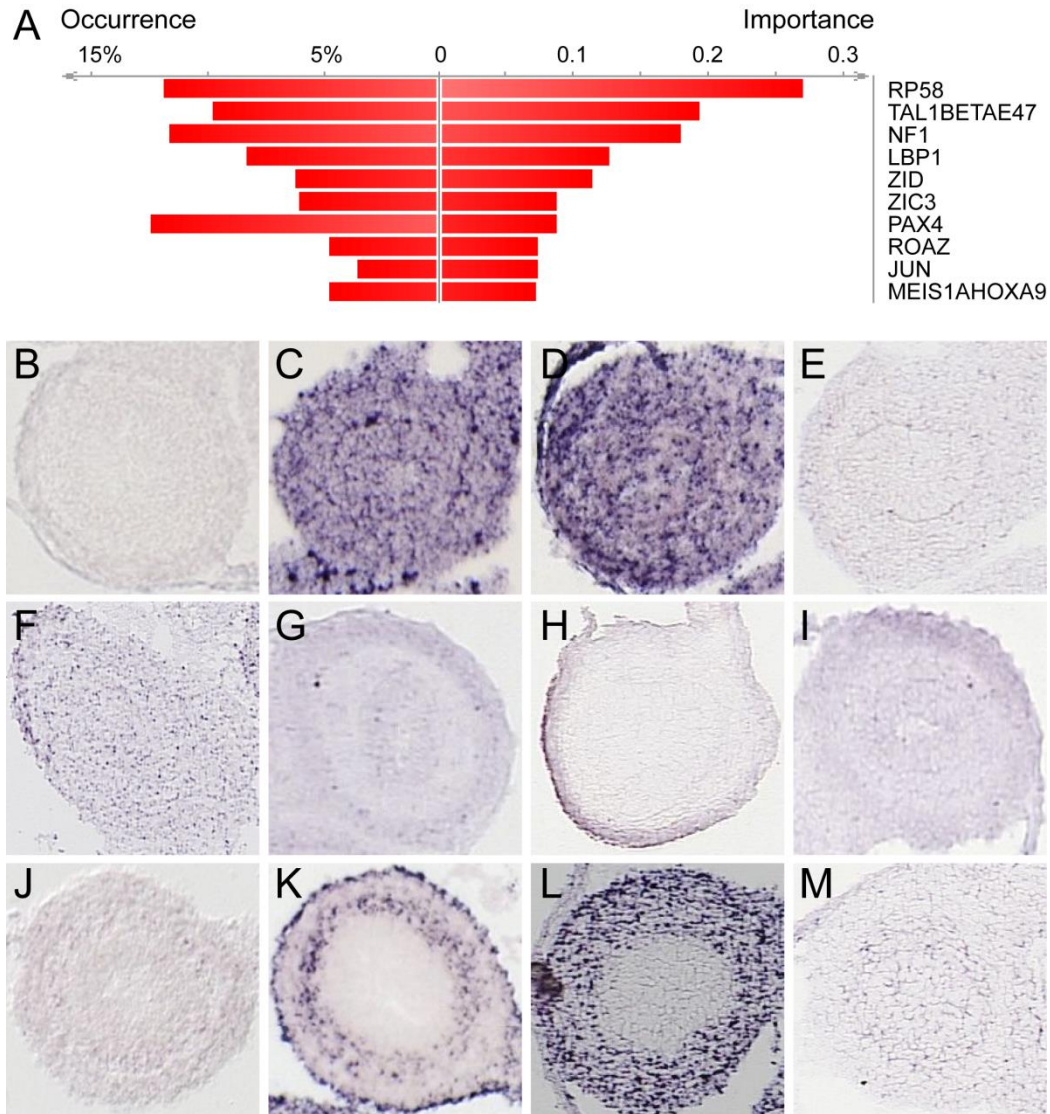 A
Occurrence Importance
15% 5% 0 0.1 0.2 0.3
RP58
TAL1BETAE47
NF1
LBP1
ZID
ZIC3
PAX4
ROAZ
JUN
MEIS1AHOXA9
B C D E
F G H I
J K L M